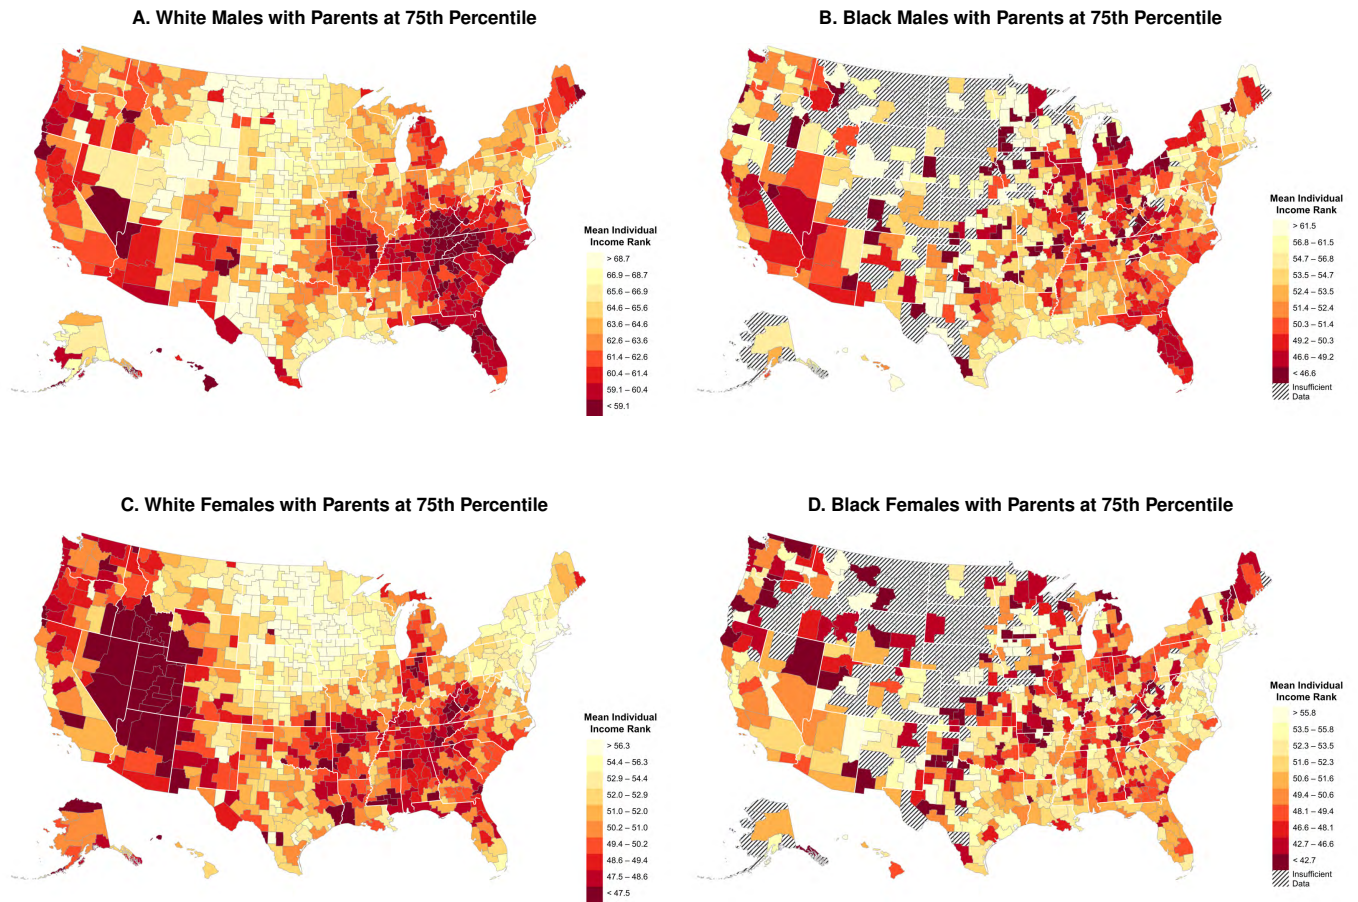 A. White Males with Parents at 75th Percentile
Mean Individual
Income Rank
> 68.7
66.9 – 68.7
65.6 – 66.9
64.6 – 65.6
63.6 – 64.6
62.6 – 63.6
61.4 – 62.6
60.4 – 61.4
59.1 – 60.4
< 59.1
B. Black Males with Parents at 75th Percentile
Mean Individual
Income Rank
> 61.5
56.8 – 61.5
54.7 – 56.8
53.5 – 54.7
52.4 – 53.5
51.4 – 52.4
50.3 – 51.4
49.2 – 50.3
46.6 – 49.2
< 46.6
Insufficient
Data
C. White Females with Parents at 75th Percentile
Mean Individual
Income Rank
> 56.3
54.4 – 56.3
52.9 – 54.4
52.0 – 52.9
51.0 – 52.0
50.2 – 51.0
49.4 – 50.2
48.6 – 49.4
47.5 – 48.6
< 47.5
D. Black Females with Parents at 75th Percentile
Mean Individual
Income Rank
> 55.8
53.5 – 55.8
52.3 – 53.5
51.6 – 52.3
50.6 – 51.6
49.4 – 50.6
48.1 – 49.4
46.6 – 48.1
42.7 – 46.6
< 42.7
Insufficient
Data